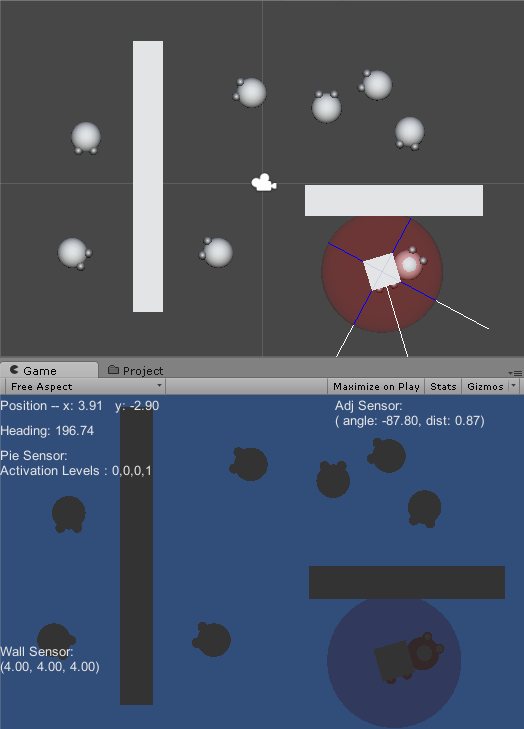 Game Project
Free Aspect Maximize on Play Stats Gizmos
Position -- x: 3.91 y: -2.90
Adj Sensor:
( angle: -87.80, dist: 0.87)
Heading: 196.74
Pie Sensor:
Activation Levels : 0,0,0,1
Wall Sensor:
(4.00, 4.00, 4.00)